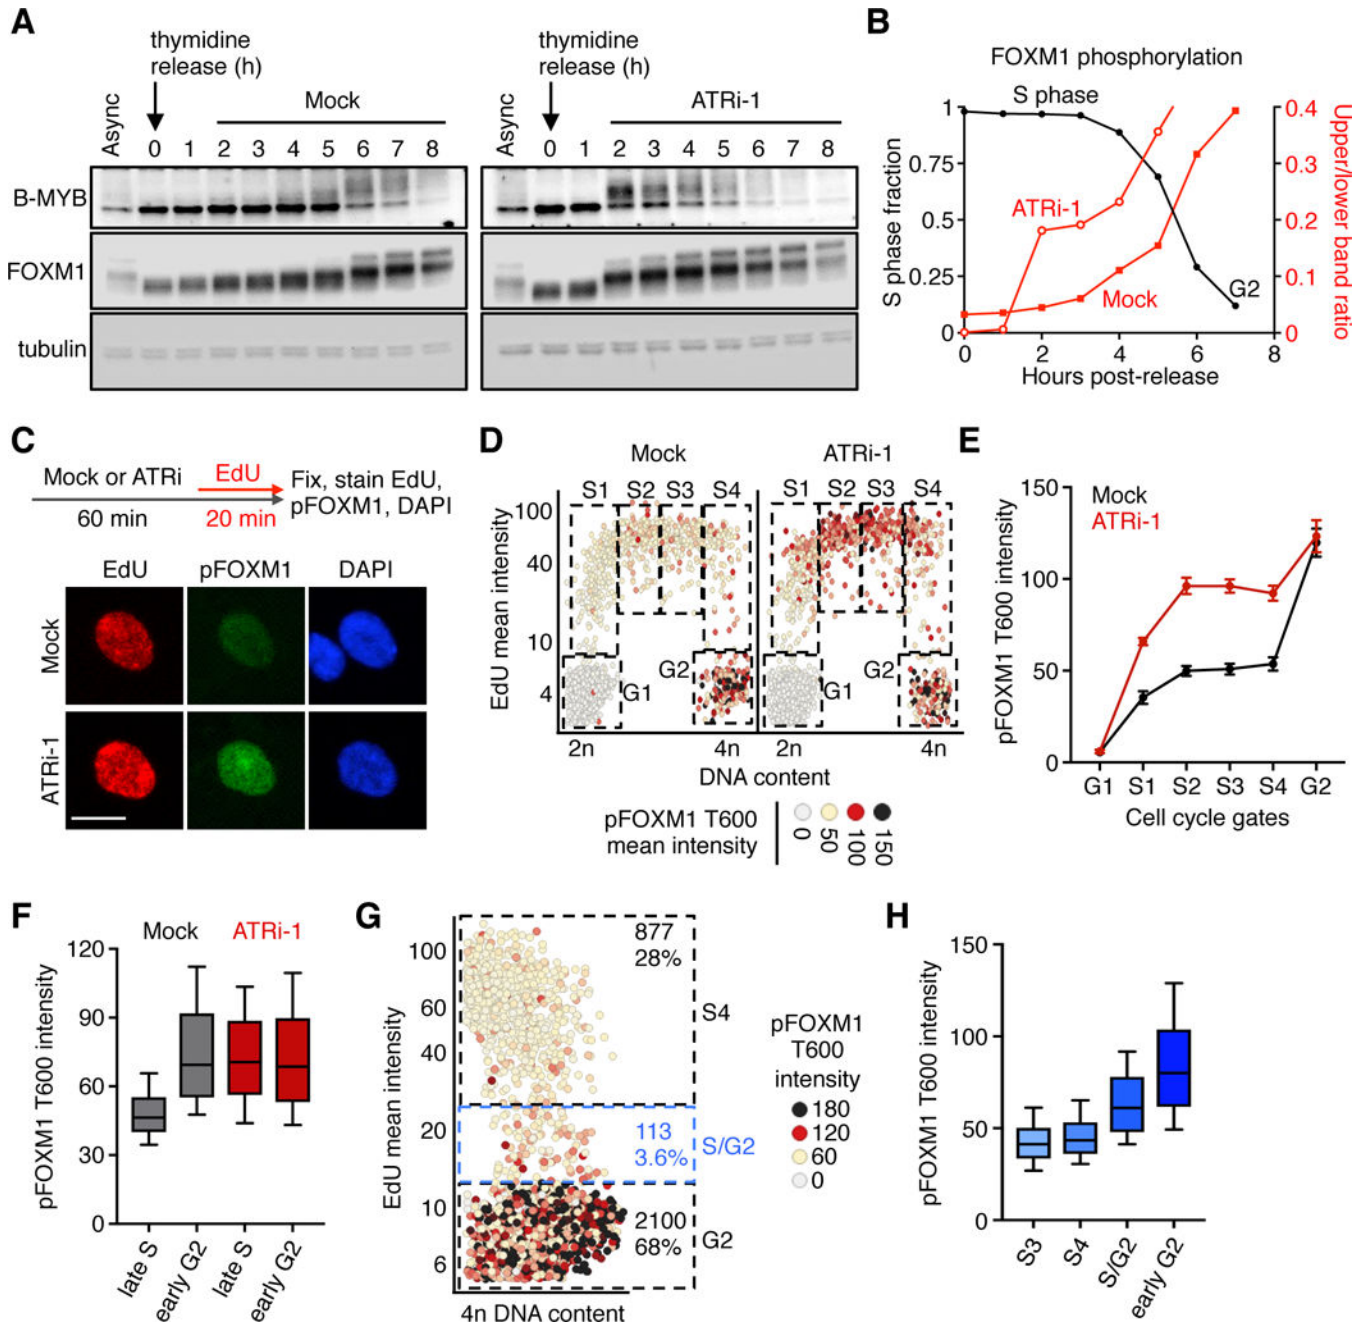 A
thymidine
release (h)
Async
0 1 2 3 4 5 6 7 8
Mock
thymidine
release (h)
Async
0 1 2 3 4 5 6 7 8
ATRi-1
B-MYB
FOXM1
tubulin
B
FOXM1 phosphorylation
S phase
S phase fraction
1
0.75
0.5
0.25
0
ATRi-1
Mock
G2
0.4
0.3
0.2
0.1
0
Upper/lower band ratio
0 2 4 6 8
Hours post-release
C
Mock or ATRi
EdU
60 min
20 min
Fix, stain EdU,
pFOXM1, DAPI
EdU pFOXM1 DAPI
Mock
ATRi-1
D
Mock ATRi-1
S1 S2 S3 S4 S1 S2 S3 S4
EdU mean intensity
100
40
10
4
G1 G2 G1 G2
2n 4n 2n 4n
DNA content
pFOXM1 T600
mean intensity
0 50 100 150
E
Mock
ATRi-1
pFOXM1 T600 intensity
150
100
50
0
G1 S1 S2 S3 S4 G2
Cell cycle gates
F
Mock ATRi-1
pFOXM1 T600 intensity
120
90
60
30
0
late S early G2 late S early G2
G
EdU mean intensity
100
60
40
20
10
6
877
28%
S4
113
3.6%
S/G2
2100
68%
G2
4n DNA content
pFOXM1
T600
intensity
180
120
60
0
H
pFOXM1 T600 intensity
150
100
50
0
S3 S4 S/G2 early G2